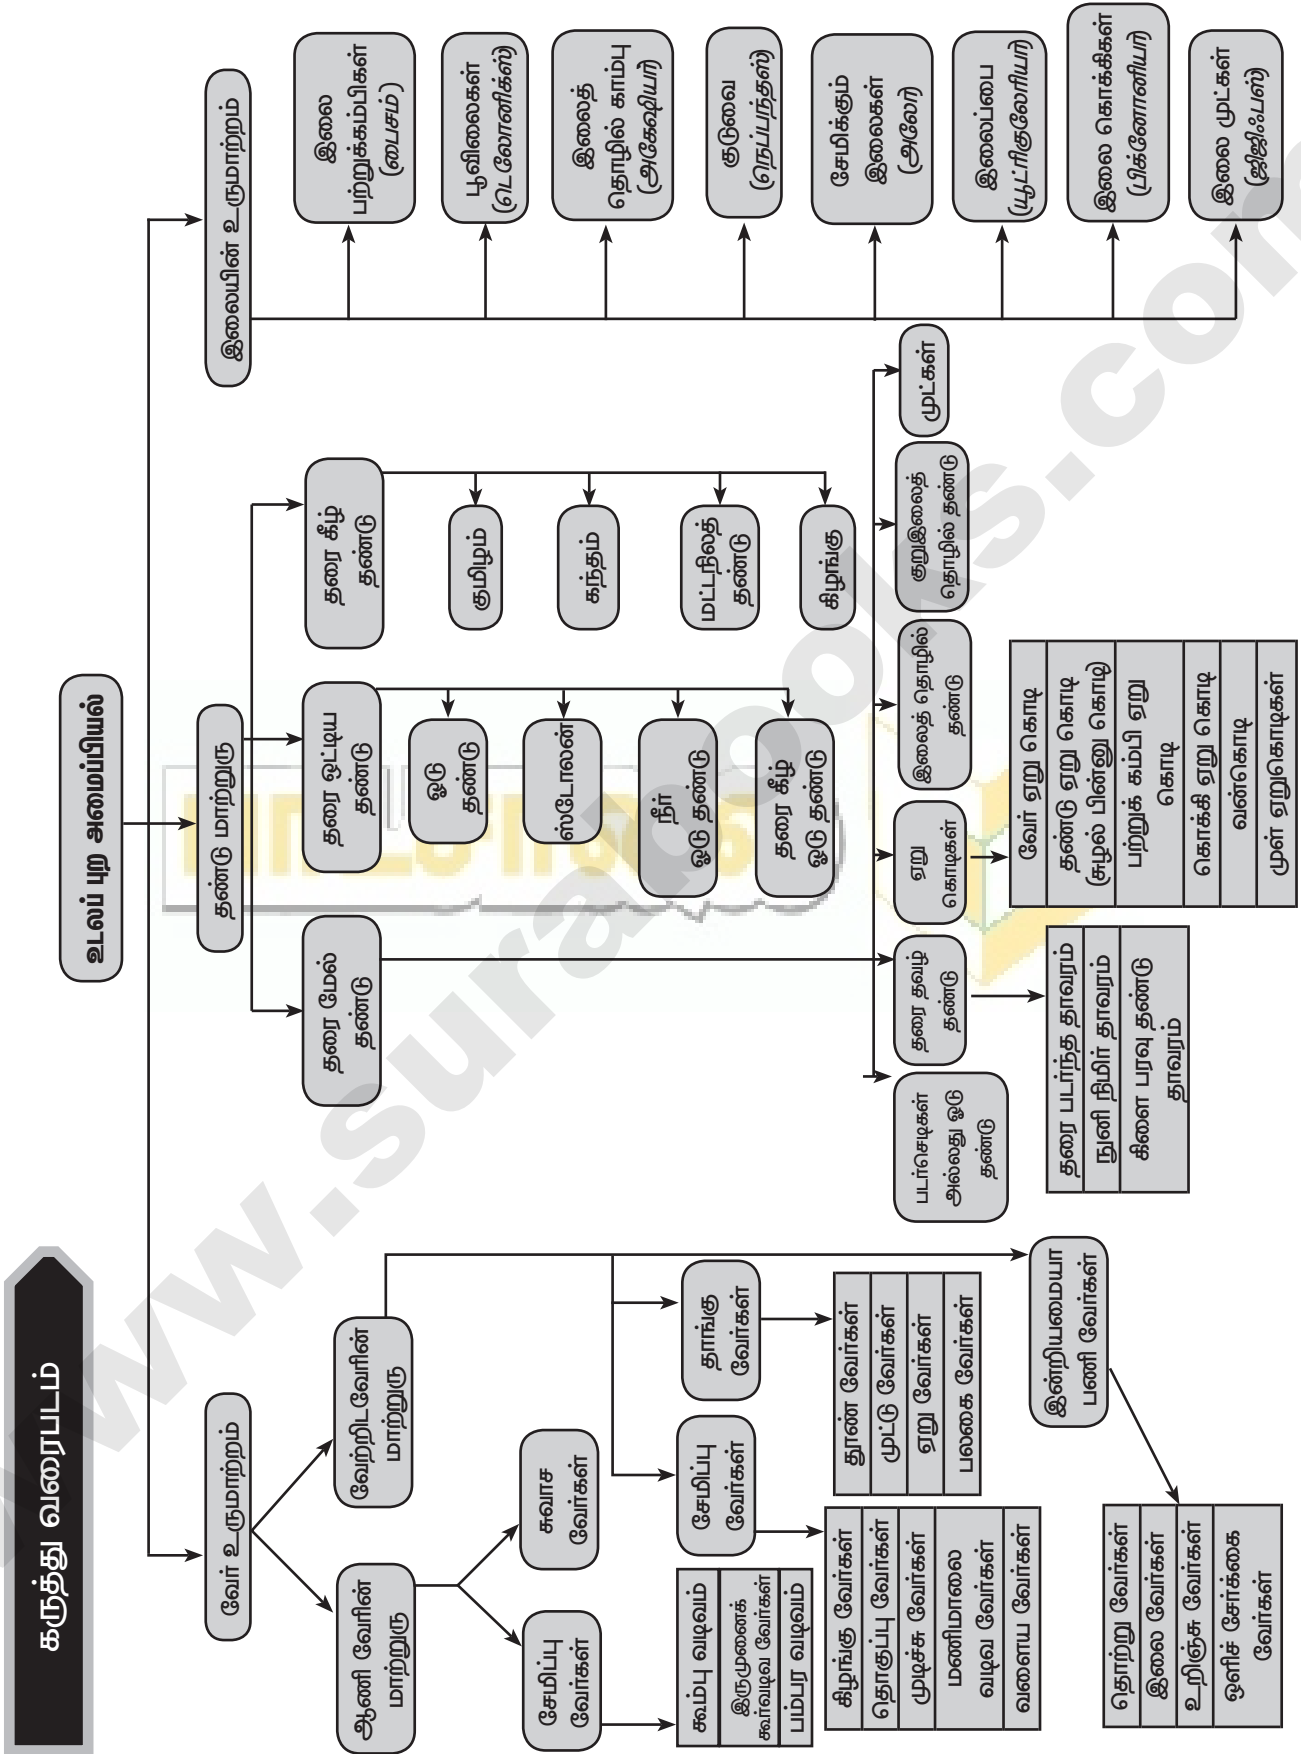 கருத்து வரைபடம்
உடலப் புற அமைப்பியல்
வேர் உருமாற்றம்
ஆணி வேரின்
மாற்றுரு
சேமிப்பு
வேர்கள்
கூம்பு வடிவம்
இருமுனைக்
கூர்வடிவ வேர்கள்
பம்பர வடிவம்
சுவாச
வேர்கள்
வேற்றிடவேரின்
மாற்றுரு
சேமிப்பு
வேர்கள்
கிழங்கு வேர்கள்
தொகுப்பு வேர்கள்
முடிச்சு வேர்கள்
மணிமாலை
வடிவ வேர்கள்
வளைய வேர்கள்
தாங்கு
வேர்கள்
தூண் வேர்கள்
முட்டு வேர்கள்
ஏறு வேர்கள்
பலகை வேர்கள்
இன்றியமையா
பணி வேர்கள்
தொற்று வேர்கள்
இலை வேர்கள்
உறிஞ்சு வேர்கள்
ஒளிச் சேர்க்கை
வேர்கள்
தண்டு மாற்றுரு
தரை மேல்
தண்டு
படர்செடிகள்
அல்லது ஓடு
தண்டு
தரை தவழ்
தண்டு
தரை படர்ந்த தாவரம்
நுனி நிமிர் தாவரம்
கிளை பரவு தண்டு
தாவரம்
ஏறு
கொடிகள்
வேர் ஏறு கொடி
தண்டு ஏறு கொடி
(சுழல் பின்னு கொடி)
பற்றுக் கம்பி ஏறு
கொடி
கொக்கி ஏறு கொடி
வன்கொடி
முள் ஏறுகொடிகள்
இலைத் தொழில்
தண்டு
குறுஇலைத்
தொழில் தண்டு
முட்கள்
தரை ஒட்டிய
தண்டு
ஓடு
தண்டு
ஸ்டோலன்
நீர்
ஓடு தண்டு
தரை கீழ்
ஓடு தண்டு
தரை கீழ்
தண்டு
குமிழம்
கந்தம்
மட்டநிலத்
தண்டு
கிழங்கு
இலையின் உருமாற்றம்
இலை
பற்றுக்கம்பிகள்
(பைசம்)
பூவிலைகள்
(டெலோனிக்ஸ்)
இலைத்
தொழில் காம்பு
(அகேஷியா)
குடுவை
(நெப்பந்தஸ்)
சேமிக்கும்
இலைகள்
(அலோ)
இலைப்பை
(யூட்ரிகுலேரியா)
இலை கொக்கிகள்
(பிக்னோனியா)
இலை முட்கள்
(ஜிஜிஃபஸ்)
www.surabooks.com